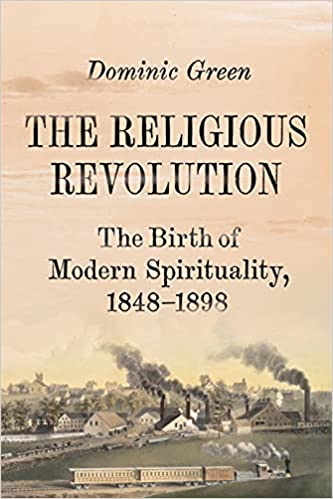 Dominic Green
THE RELIGIOUS
REVOLUTION
The Birth of
Modern Spirituality,
1848–1898